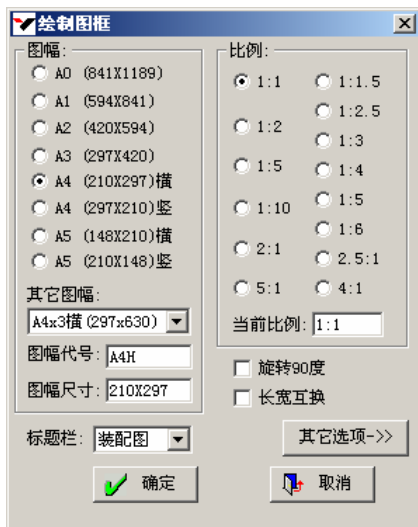 绘制图框
图幅:
A0 (841X1189)
A1 (594X841)
A2 (420X594)
A3 (297X420)
A4 (210X297)横
A4 (297X210)竖
A5 (148X210)横
A5 (210X148)竖
其它图幅:
A4x3横(297x630)
图幅代号: A4H
图幅尺寸: 210X297
标题栏: 装配图
比例:
1:1
1:2
1:5
1:10
2:1
5:1
1:1.5
1:2.5
1:3
1:4
1:5
1:6
2.5:1
4:1
当前比例: 1:1
旋转90度
长宽互换
其它选项->>
确定
取消